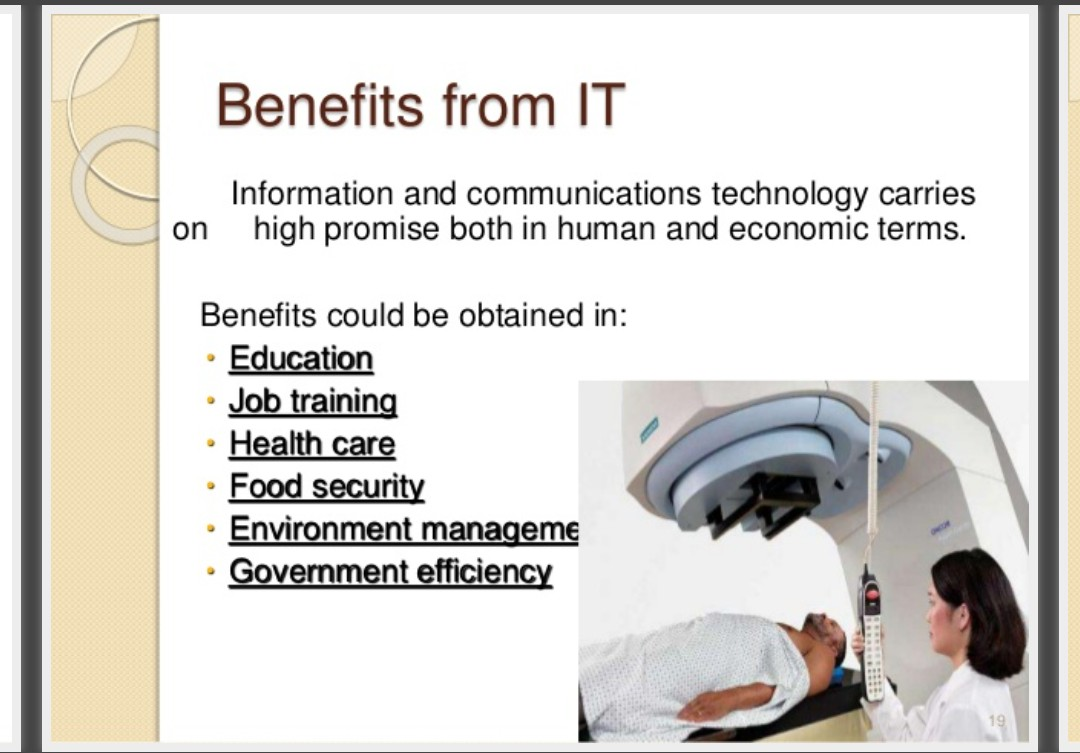 Benefits from IT
Information and communications technology carries
on high promise both in human and economic terms.
Benefits could be obtained in:
• Education
• Job training
• Health care
• Food security
• Environment manageme
• Government efficiency
19